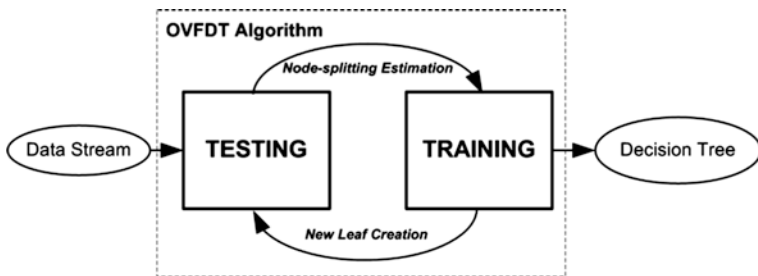 OVFDT Algorithm
Node-splitting Estimation
Data Stream
TESTING
TRAINING
Decision Tree
New Leaf Creation